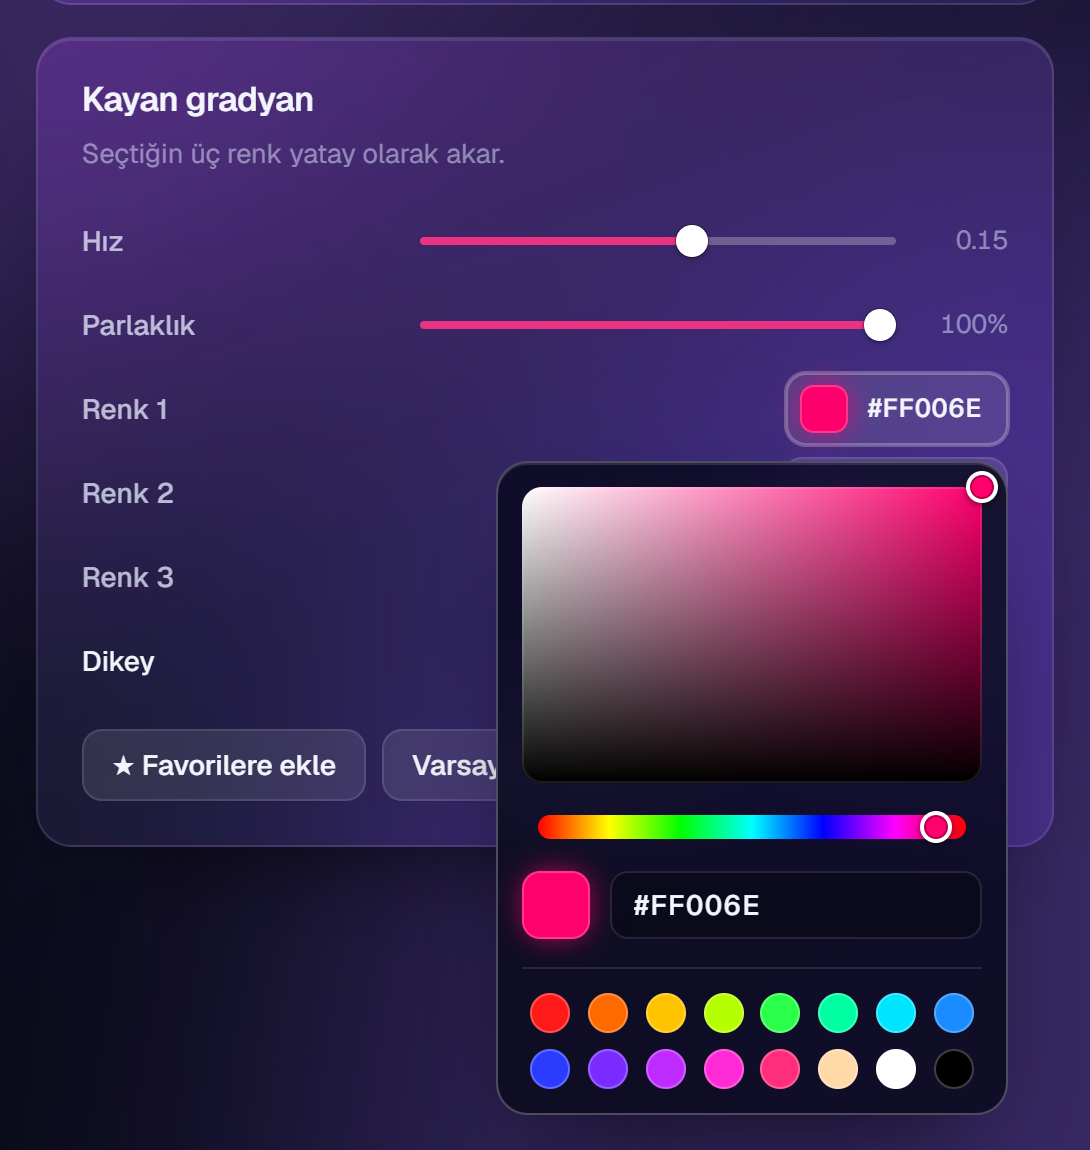 Kayan gradyan
Seçtiğin üç renk yatay olarak akar.
Hız 0.15
Parlaklık 100%
Renk 1 #FF006E
Renk 2
Renk 3
Dikey
★ Favorilere ekle
#FF006E